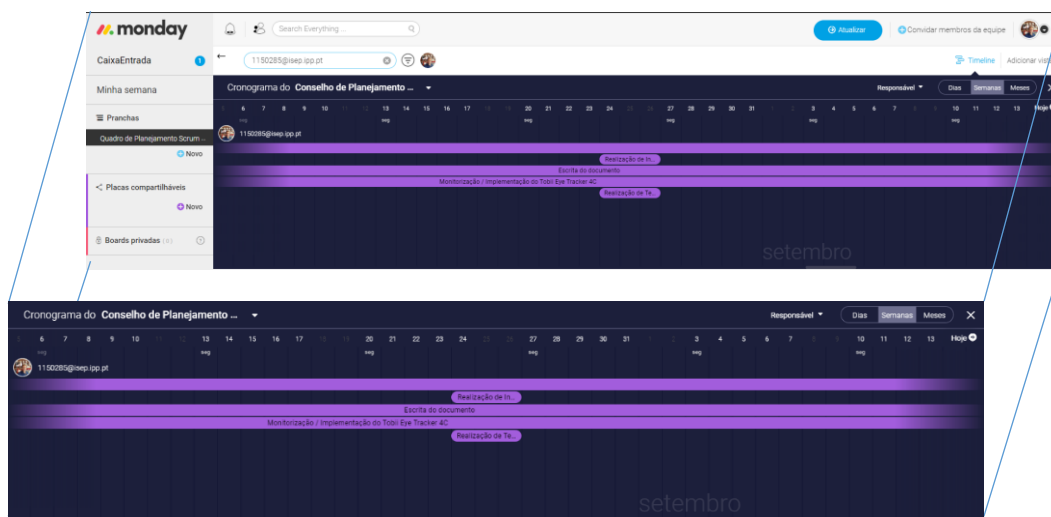 monday
Search Everything ...
Atualizar
Convidar membros da equipe
CaixaEntrada 1
1150285@isep.ipp.pt
Timeline Adicionar vist
Minha semana
Cronograma do Conselho de Planejamento ...
Responsável Dias Semanas Meses
6 7 8 9 10 13 14 15 16 17 20 21 22 23 24 27 28 29 30 31 3 4 5 6 7 10 11 12 13 Hoje
seg seg seg seg seg seg
Pranchas
1150285@isep.ipp.pt
Quadro de Planejamento Scrum ...
Novo
Realização de In...
Escrita do documento
Monitorização / Implementação do Tobii Eye Tracker 4C
Realização de Te...
Placas compartilháveis
Novo
Boards privadas (0)
setembro
Cronograma do Conselho de Planejamento ...
Responsável Dias Semanas Meses
6 7 8 9 10 13 14 15 16 17 20 21 22 23 24 27 28 29 30 31 3 4 5 6 7 10 11 12 13 Hoje
seg seg seg seg seg seg
1150285@isep.ipp.pt
Realização de In...
Escrita do documento
Monitorização / Implementação do Tobii Eye Tracker 4C
Realização de Te...
setembro